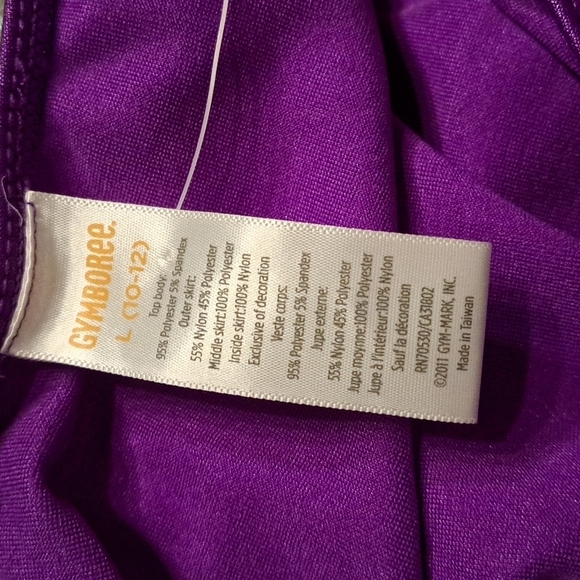 GYMBOREE.
L (10-12)
Top body:
95% Polyester 5% Spandex
Outer skirt:
55% Nylon 45% Polyester
Middle skirt:100% Polyester
Inside skirt:100% Nylon
Exclusive of decoration
Veste corps:
95% Polyester 5% Spandex
Jupe externe:
55% Nylon 45% Polyester
Jupe moyonne:100% Polyester
Jupe à l'intérieur:100% Nylon
Sauf la décoration
RN70530/CA31802
©2011 GYM-MARK, INC.
Made in Taiwan